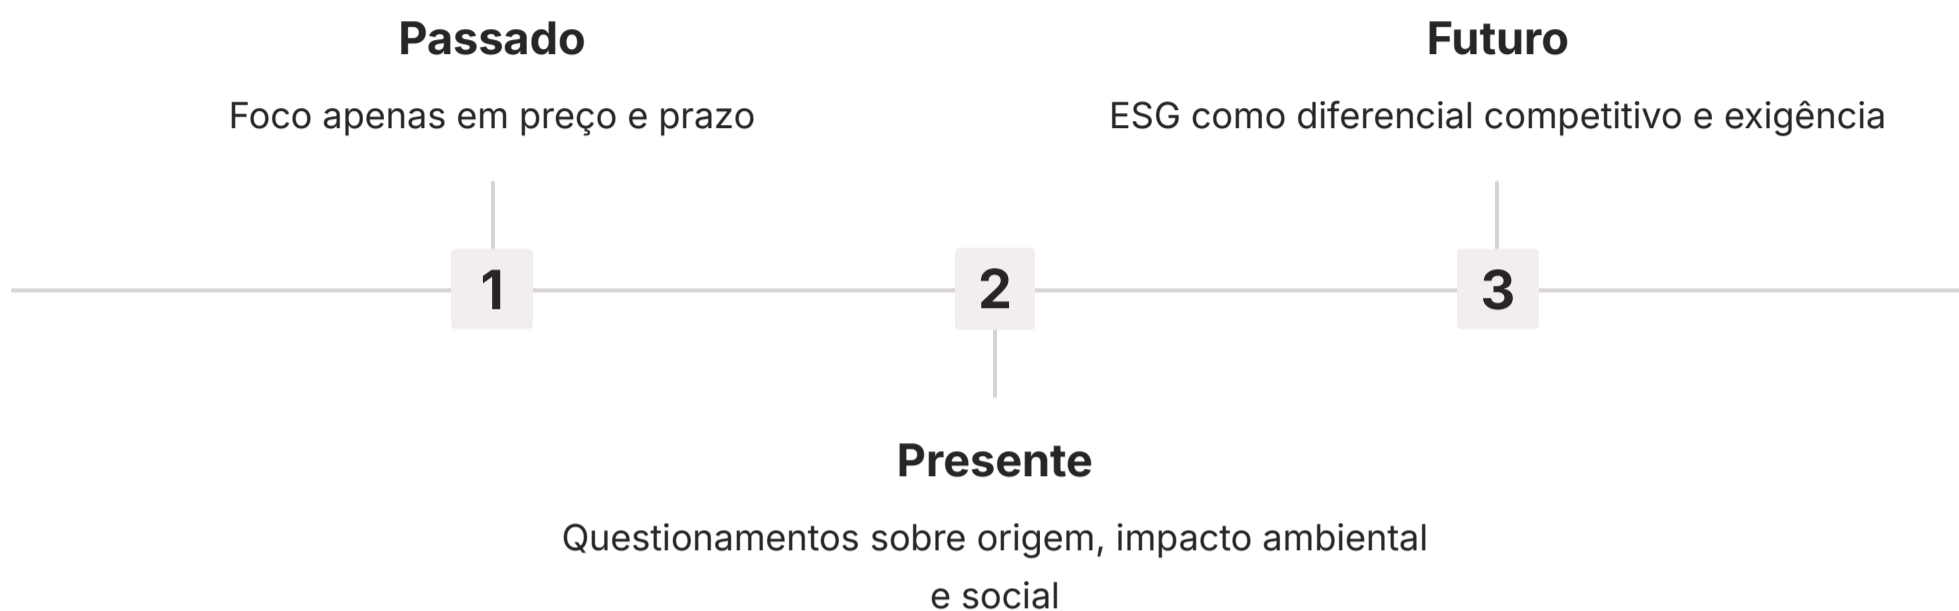 Passado
Foco apenas em preço e prazo
Futuro
ESG como diferencial competitivo e exigência
1
2
3
Presente
Questionamentos sobre origem, impacto ambiental
e social